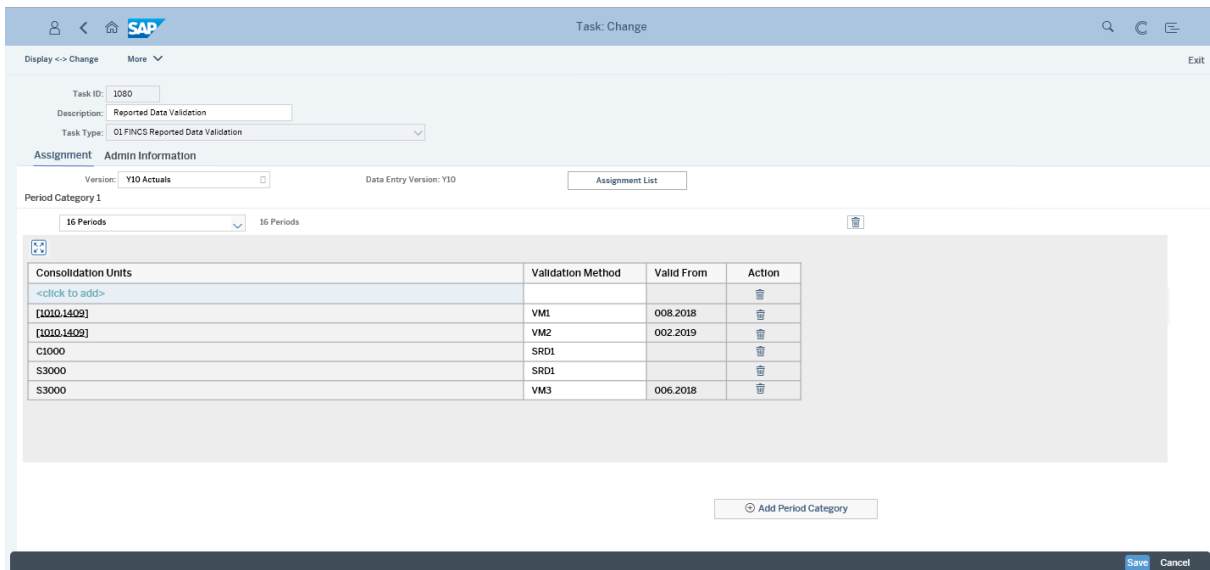 SAP Task: Change
Display <-> Change More Exit
Task ID: 1080
Description: Reported Data Validation
Task Type: 01 FINCS Reported Data Validation
Assignment Admin Information
Version: Y10 Actuals Data Entry Version: Y10 Assignment List
Period Category 1
16 Periods 16 Periods
Consolidation Units Validation Method Valid From Action
<click to add>
[1010,1409] VM1 008.2018
[1010,1409] VM2 002.2019
C1000 SRD1
S3000 SRD1
S3000 VM3 006.2018
Add Period Category
Save Cancel